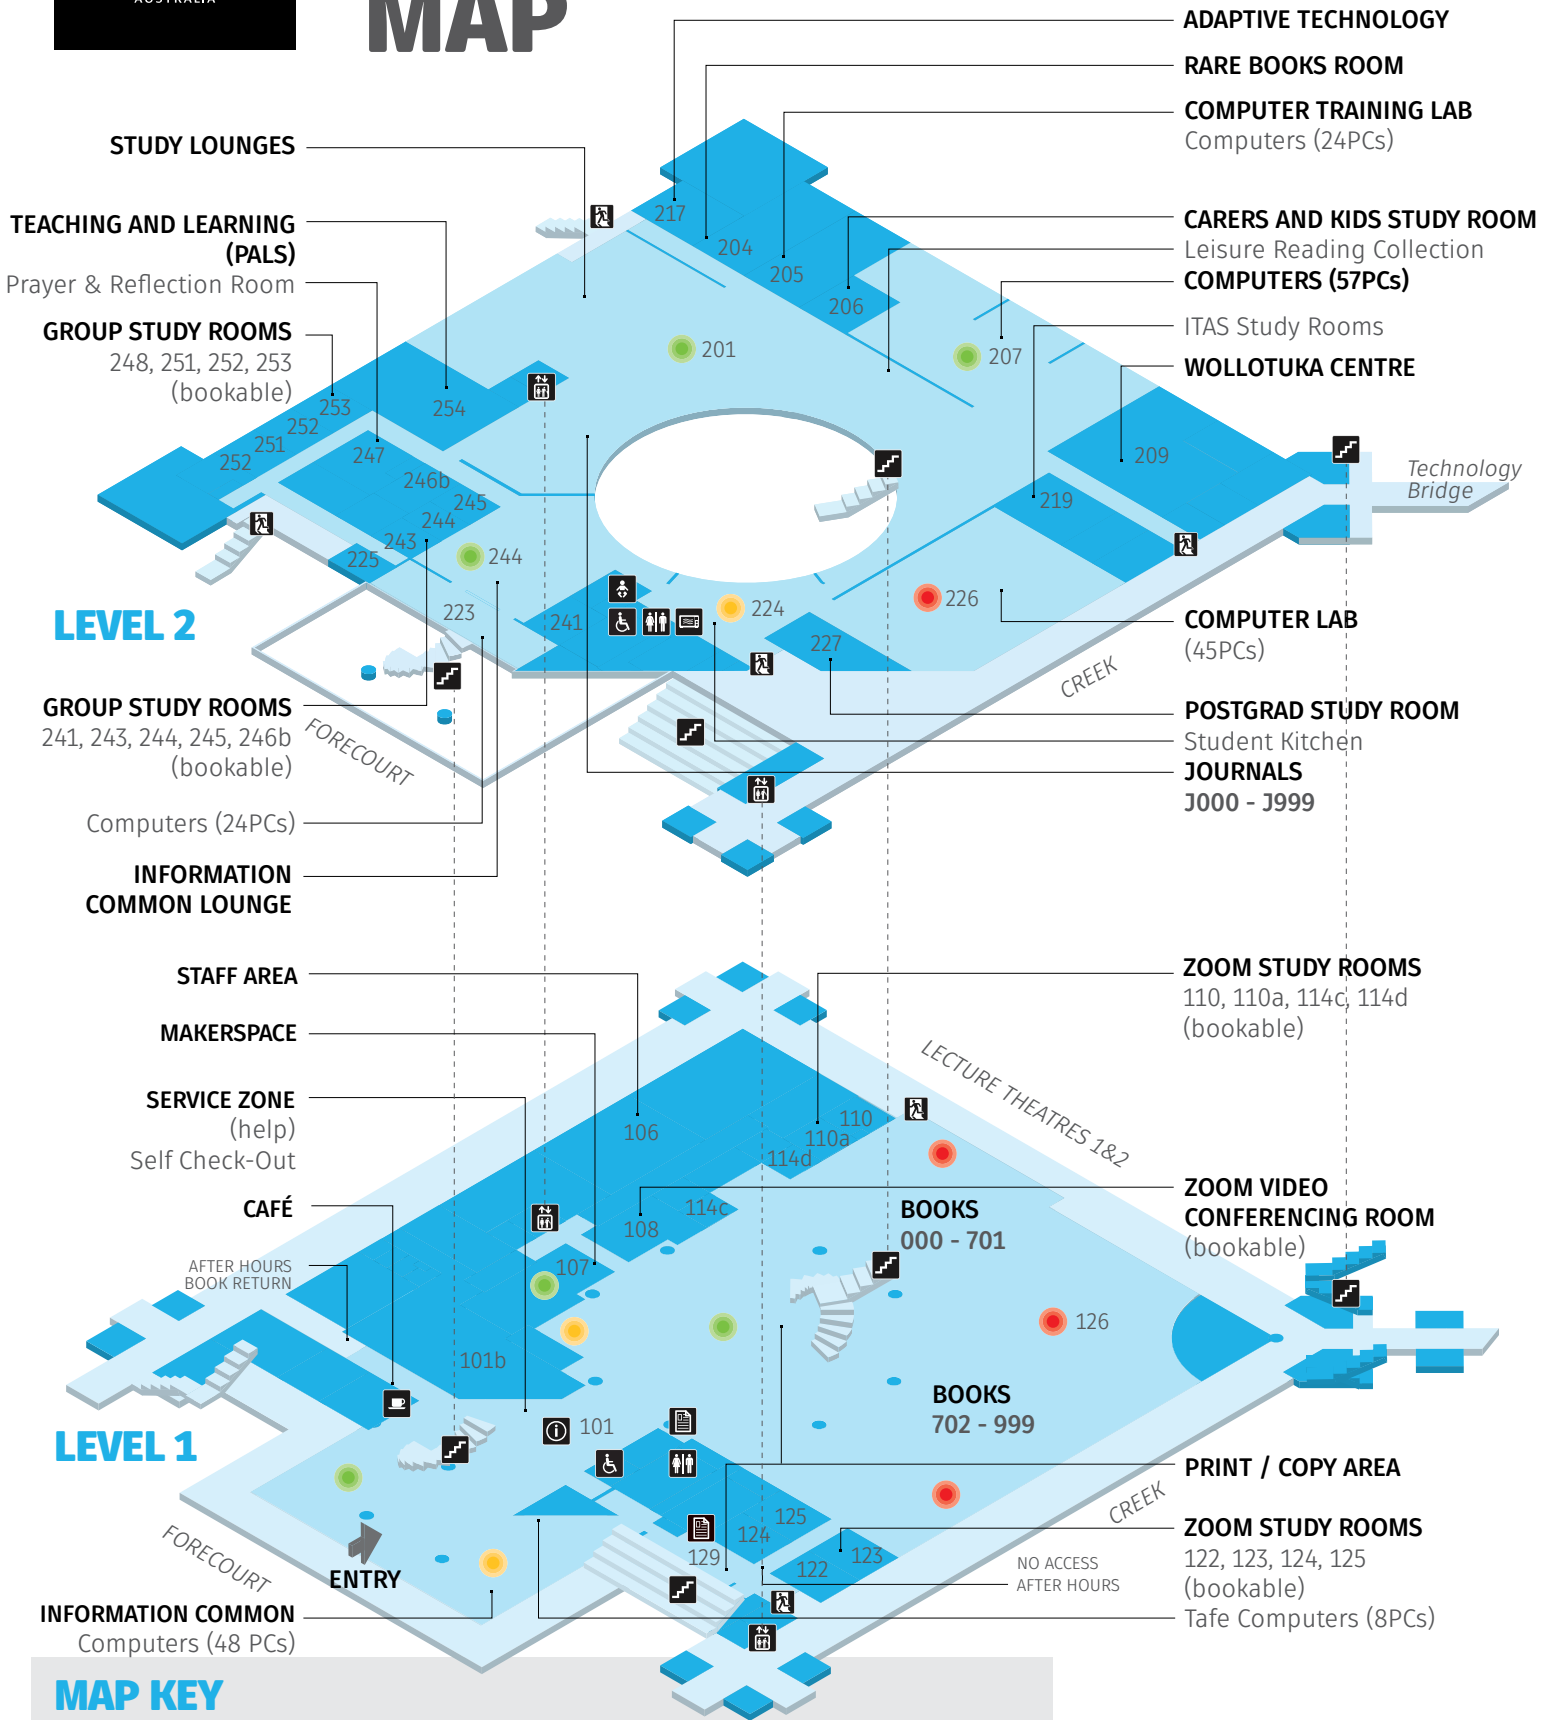 AUSTRALIA
MAP
ADAPTIVE TECHNOLOGY
RARE BOOKS ROOM
COMPUTER TRAINING LAB
Computers (24PCs)
CARERS AND KIDS STUDY ROOM
Leisure Reading Collection
COMPUTERS (57PCs)
ITAS Study Rooms
WOLLOTUKA CENTRE
STUDY LOUNGES
TEACHING AND LEARNING
(PALS)
Prayer & Reflection Room
GROUP STUDY ROOMS
248, 251, 252, 253
(bookable)
217
204
205
206
201
207
253
252
251
252
254
247
246b
245
244
243
225
244
223
241
224
227
226
219
209
Technology
Bridge
LEVEL 2
COMPUTER LAB
(45PCs)
CREEK
POSTGRAD STUDY ROOM
Student Kitchen
JOURNALS
J000 - J999
GROUP STUDY ROOMS
241, 243, 244, 245, 246b
(bookable)
FORECOURT
Computers (24PCs)
INFORMATION
COMMON LOUNGE
STAFF AREA
MAKERSPACE
SERVICE ZONE
(help)
Self Check-Out
CAFÉ
AFTER HOURS
BOOK RETURN
ZOOM STUDY ROOMS
110, 110a, 114c, 114d
(bookable)
LECTURE THEATRES 1&2
106
110
110a
114d
114c
108
107
101b
101
ZOOM VIDEO
CONFERENCING ROOM
(bookable)
BOOKS
000 - 701
126
BOOKS
702 - 999
LEVEL 1
PRINT / COPY AREA
CREEK
125
124
129
123
122
ZOOM STUDY ROOMS
122, 123, 124, 125
(bookable)
Tafe Computers (8PCs)
NO ACCESS
AFTER HOURS
FORECOURT
ENTRY
INFORMATION COMMON
Computers (48 PCs)
MAP KEY